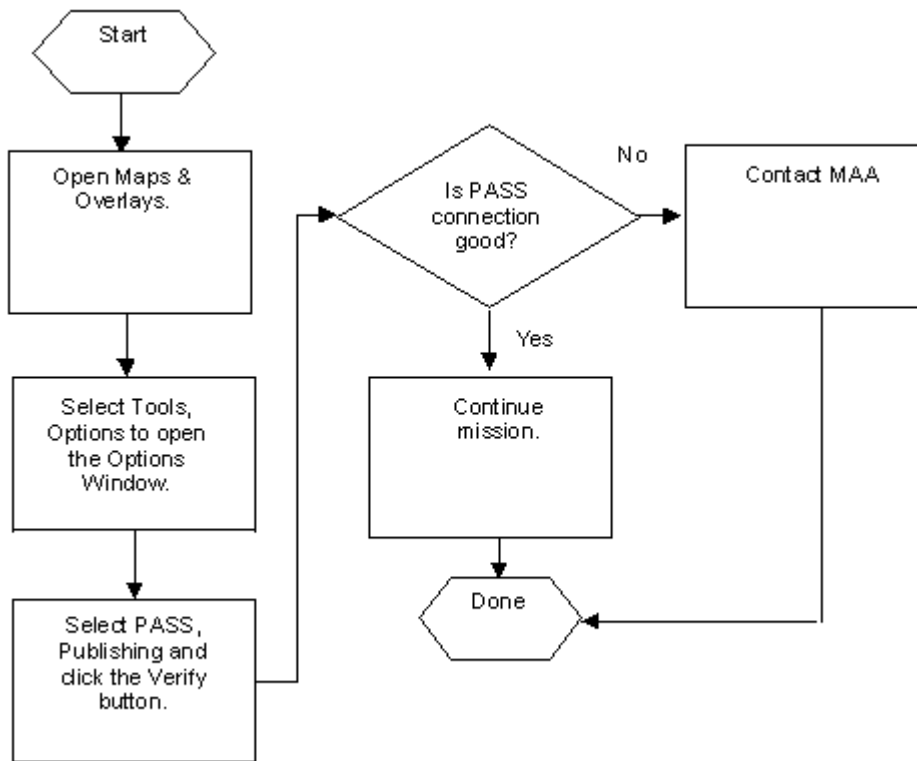 Start
Open Maps &
Overlays.
Select Tools,
Options to open
the Options
Window.
Select PASS,
Publishing and
click the Verify
button.
Is PASS
connection
good?
No
Contact MAA
Yes
Continue
mission.
Done